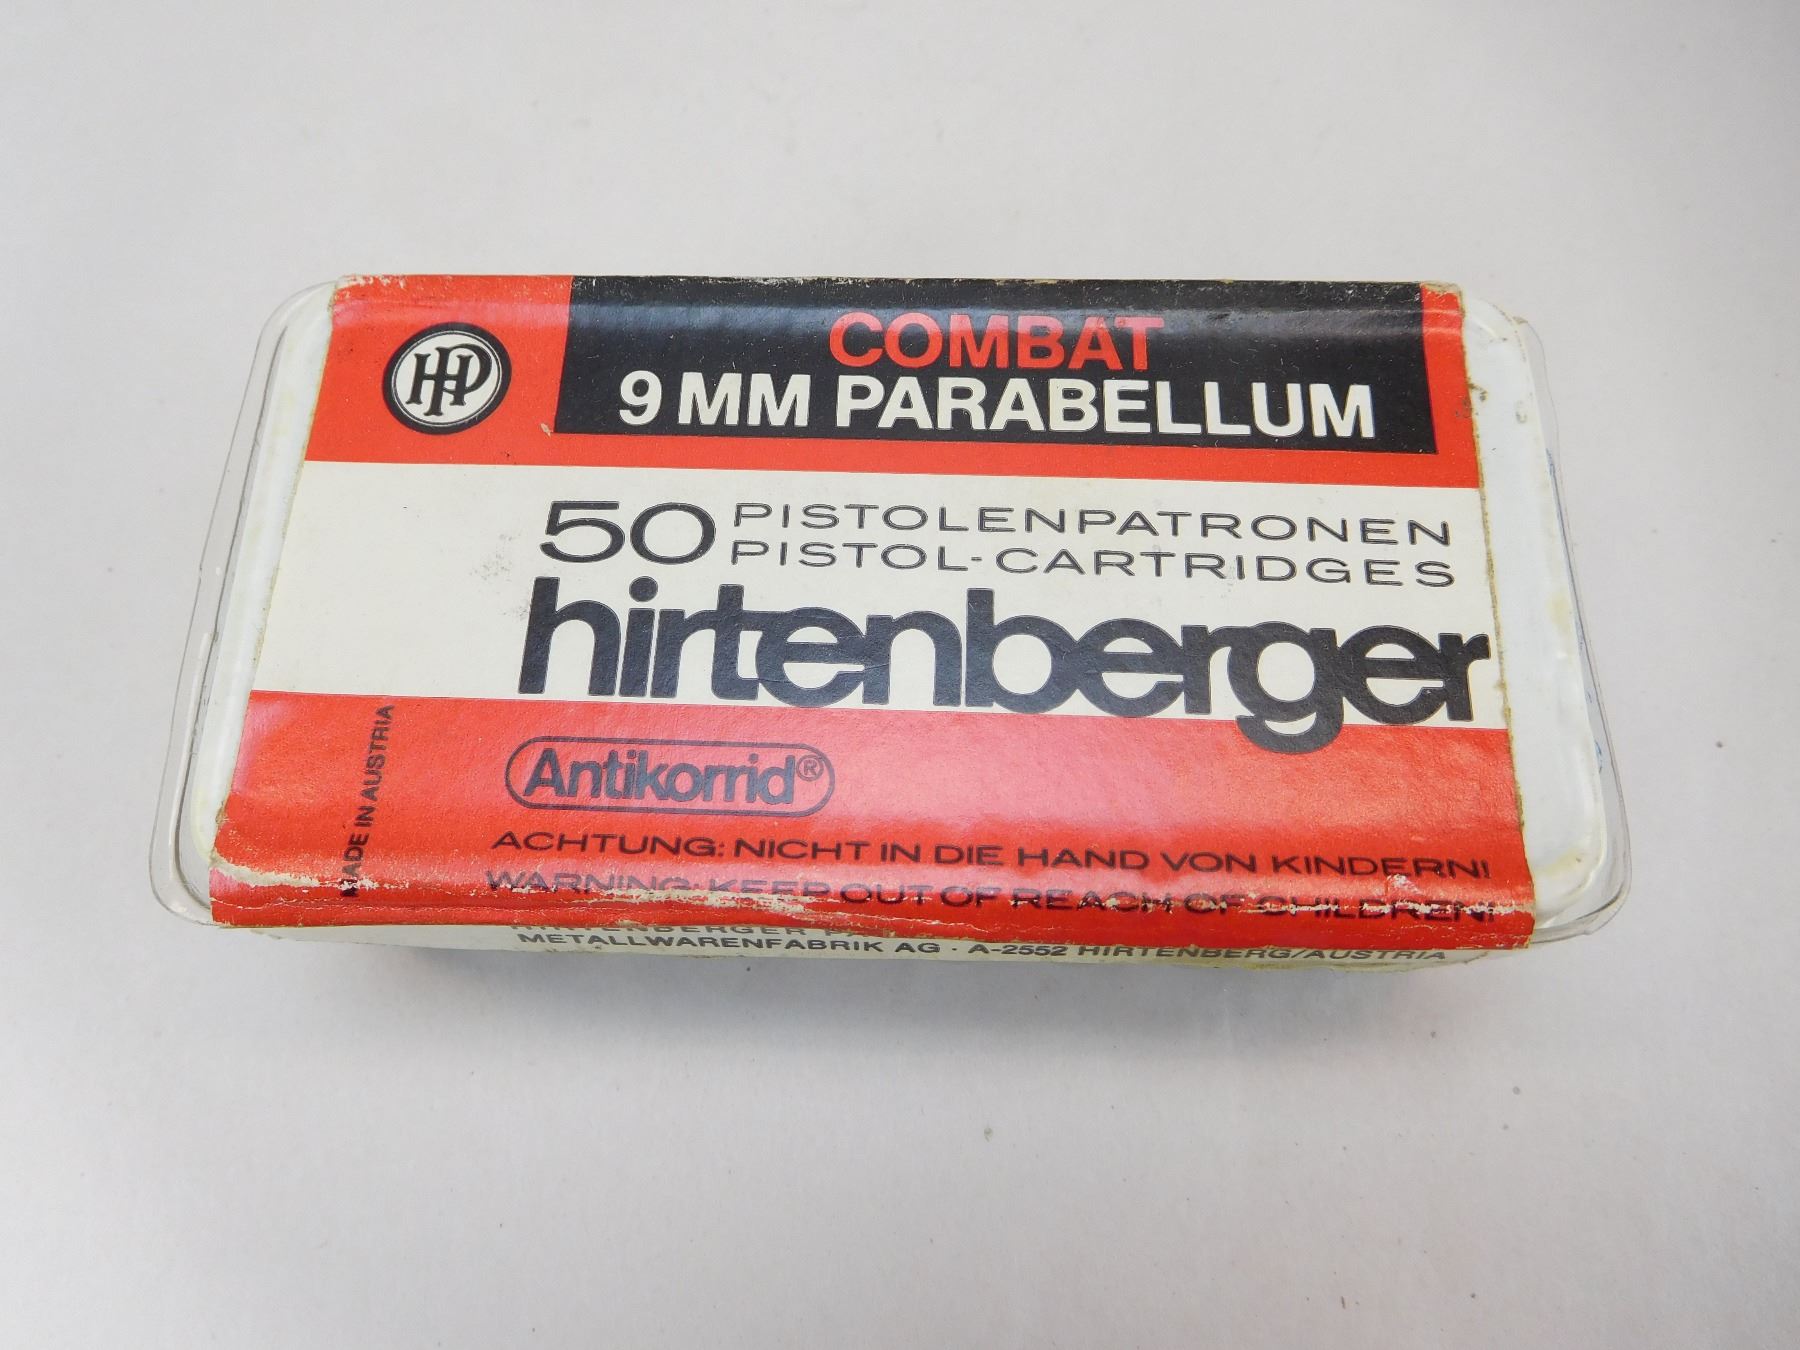 HP
COMBAT
9 MM PARABELLUM
50 PISTOLENPATRONEN
PISTOL-CARTRIDGES
hirtenberger
MADE IN AUSTRIA
Antikorrid®
ACHTUNG: NICHT IN DIE HAND VON KINDERN!
WARNING: KEEP OUT OF REACH OF CHILDREN!
HIRTENBERGER
METALLWARENFABRIK AG · A-2552 HIRTENBERG/AUSTRIA